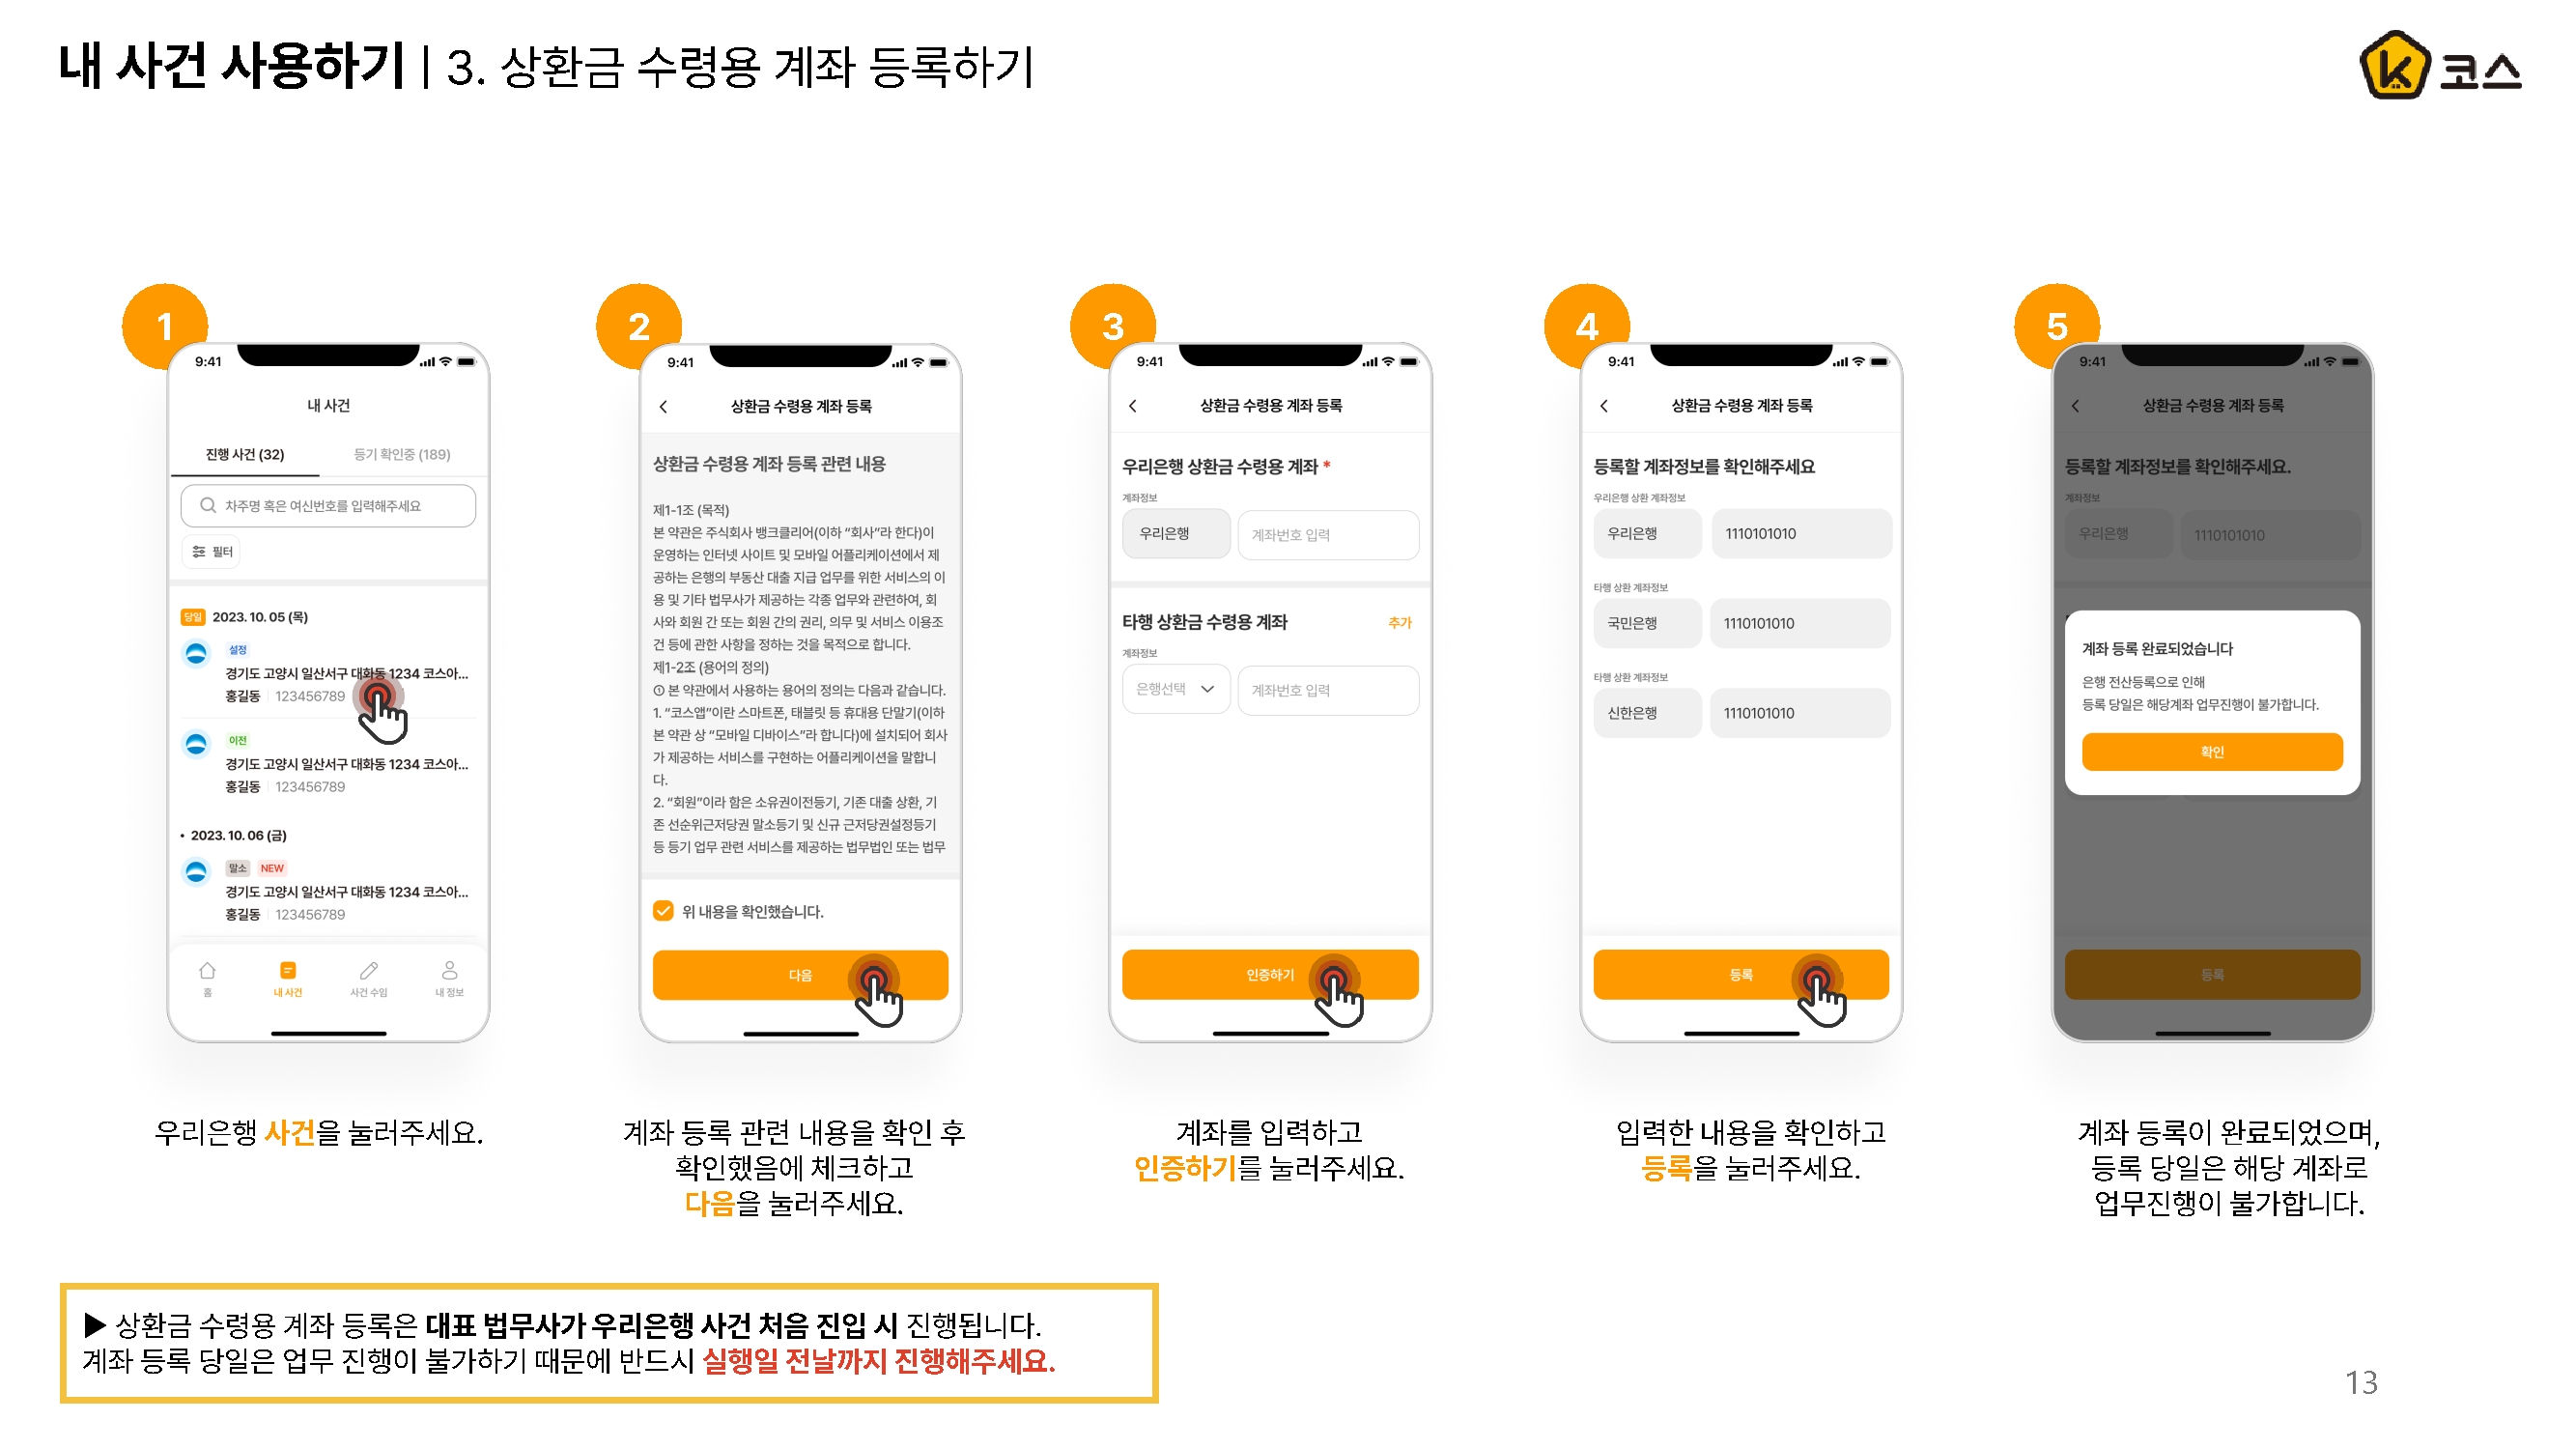 내 사건 사용하기 | 3. 상환금 수령용 계좌 등록하기
k 코스
1
9:41
내 사건
진행 사건 (32)
등기 확인중 (189)
차주명 혹은 여신번호를 입력해주세요
필터
당일 2023. 10. 05 (목)
설정
경기도 고양시 일산서구 대화동 1234 코스아...
홍길동 123456789
이전
경기도 고양시 일산서구 대화동 1234 코스아...
홍길동 123456789
• 2023. 10. 06 (금)
말소 NEW
경기도 고양시 일산서구 대화동 1234 코스아...
홍길동 123456789
홈 내 사건 사건 수임 내 정보
우리은행 사건을 눌러주세요.
2
9:41
상환금 수령용 계좌 등록
상환금 수령용 계좌 등록 관련 내용
제1-1조 (목적)
본 약관은 주식회사 뱅크클리어(이하 “회사”라 한다)이
운영하는 인터넷 사이트 및 모바일 어플리케이션에서 제
공하는 은행의 부동산 대출 지급 업무를 위한 서비스의 이
용 및 기타 법무사가 제공하는 각종 업무와 관련하여, 회
사와 회원 간 또는 회원 간의 권리, 의무 및 서비스 이용조
건 등에 관한 사항을 정하는 것을 목적으로 합니다.
제1-2조 (용어의 정의)
① 본 약관에서 사용하는 용어의 정의는 다음과 같습니다.
1. “코스앱”이란 스마트폰, 태블릿 등 휴대용 단말기(이하
본 약관 상 “모바일 디바이스”라 합니다)에 설치되어 회사
가 제공하는 서비스를 구현하는 어플리케이션을 말합니
다.
2. “회원”이라 함은 소유권이전등기, 기존 대출 상환, 기
존 선순위근저당권 말소등기 및 신규 근저당권설정등기
등 등기 업무 관련 서비스를 제공하는 법무법인 또는 법무
위 내용을 확인했습니다.
다음
계좌 등록 관련 내용을 확인 후
확인했음에 체크하고
다음을 눌러주세요.
3
9:41
상환금 수령용 계좌 등록
우리은행 상환금 수령용 계좌 *
계좌정보
우리은행 계좌번호 입력
타행 상환금 수령용 계좌 추가
계좌정보
은행선택 계좌번호 입력
인증하기
계좌를 입력하고
인증하기를 눌러주세요.
4
9:41
상환금 수령용 계좌 등록
등록할 계좌정보를 확인해주세요
우리은행 상환 계좌정보
우리은행 1110101010
타행 상환 계좌정보
국민은행 1110101010
타행 상환 계좌정보
신한은행 1110101010
등록
입력한 내용을 확인하고
등록을 눌러주세요.
5
9:41
상환금 수령용 계좌 등록
등록할 계좌정보를 확인해주세요.
계좌정보
우리은행 1110101010
계좌 등록 완료되었습니다
은행 전산등록으로 인해
등록 당일은 해당계좌 업무진행이 불가합니다.
확인
등록
계좌 등록이 완료되었으며,
등록 당일은 해당 계좌로
업무진행이 불가합니다.
▶ 상환금 수령용 계좌 등록은 대표 법무사가 우리은행 사건 처음 진입 시 진행됩니다.
계좌 등록 당일은 업무 진행이 불가하기 때문에 반드시 실행일 전날까지 진행해주세요.
13